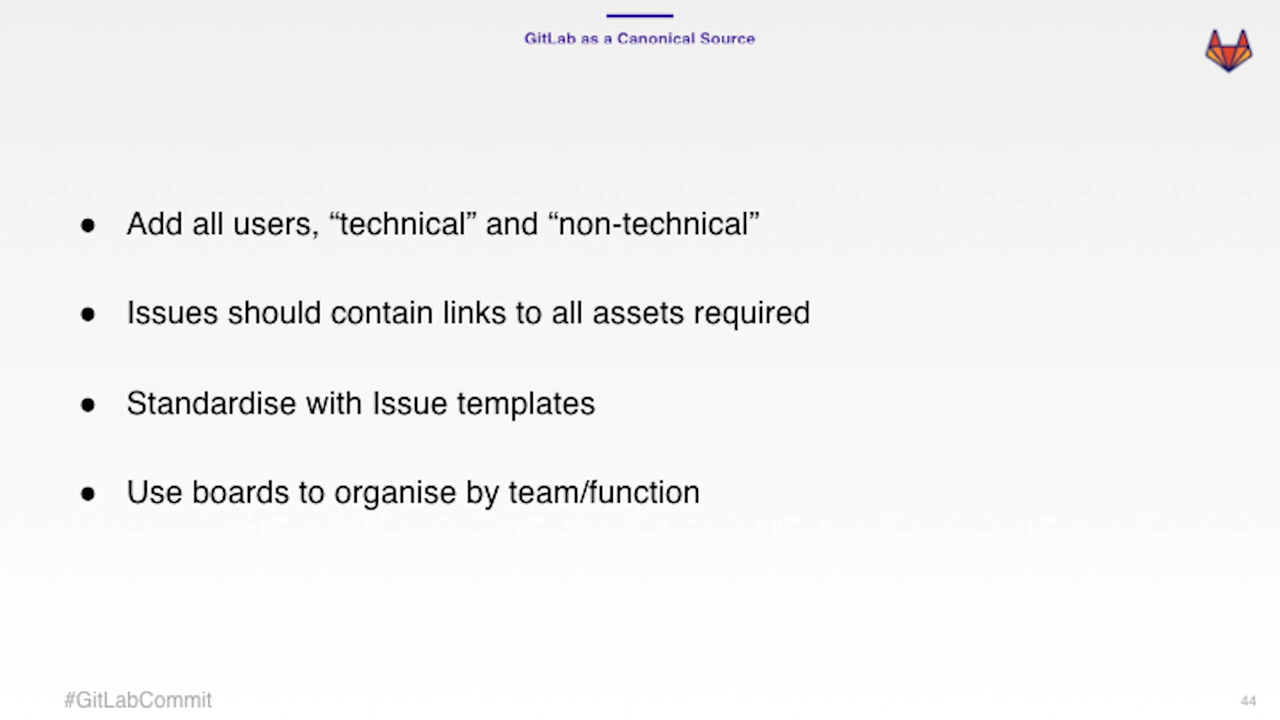 GitLab as a Canonical Source
● Add all users, “technical” and “non-technical”
● Issues should contain links to all assets required
● Standardise with Issue templates
● Use boards to organise by team/function
#GitLabCommit
44